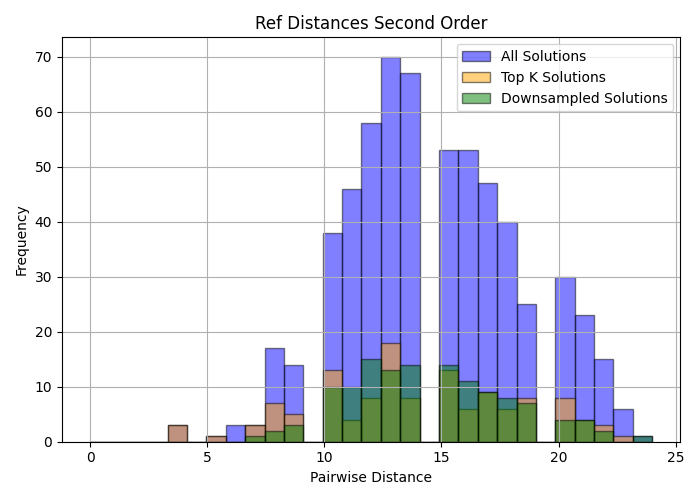 Ref Distances Second Order
All Solutions
Top K Solutions
Downsampled Solutions
Frequency
70
60
50
40
30
20
10
0
0 5 10 15 20 25
Pairwise Distance